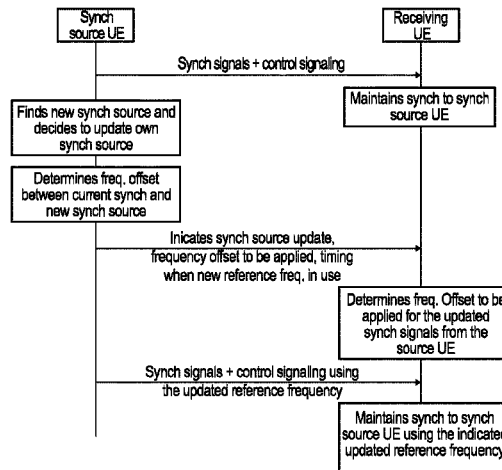 Synch
source UE
Receiving
UE
Synch signals + control signaling
Maintains synch to synch
source UE
Finds new synch source and
decides to update own
synch source
Determines freq. offset
between current synch and
new synch source
Inicates synch source update,
frequency offset to be applied, timing
when new reference freq. in use
Determines freq. Offset to be
applied for the updated
synch signals from the
source UE
Synch signals + control signaling using
the updated reference frequency
Maintains synch to synch
source UE using the indicated
updated reference frequency